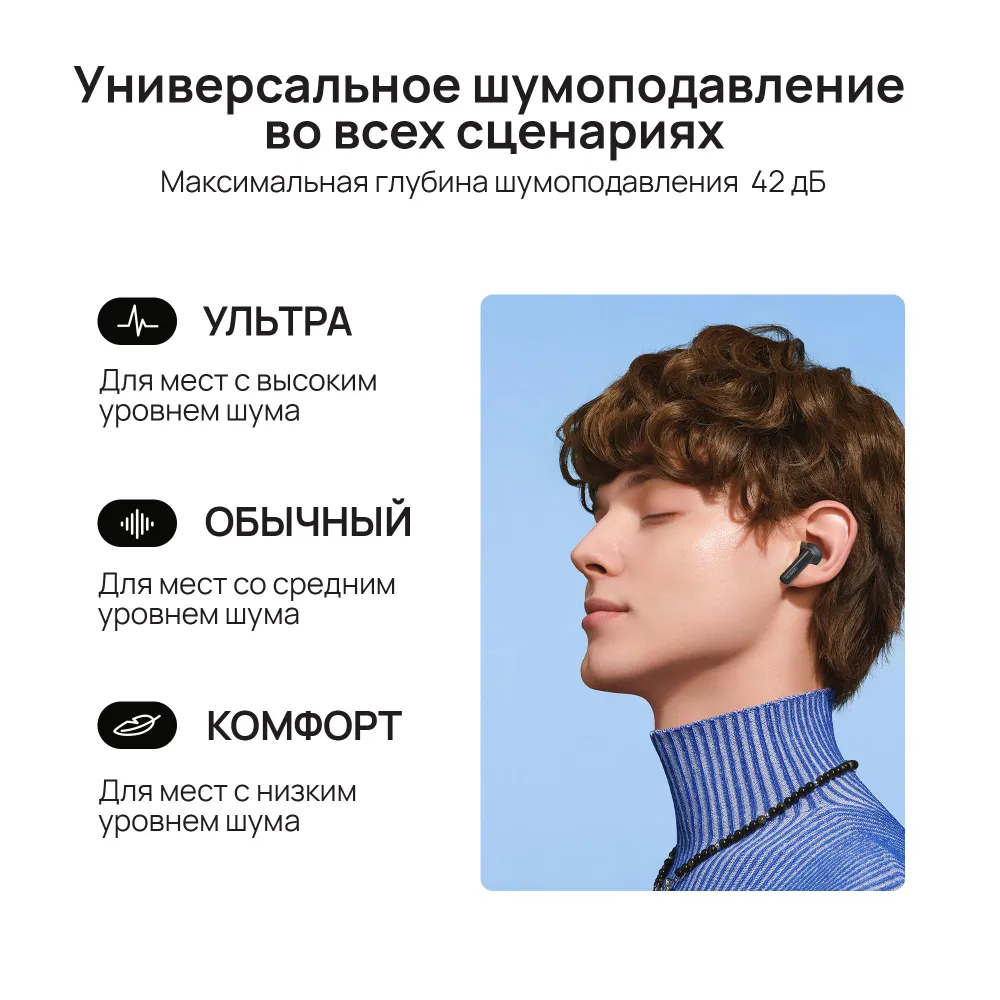 Универсальное шумоподавление
во всех сценариях
Максимальная глубина шумоподавления 42 дБ
УЛЬТРА
Для мест с высоким
уровнем шума
ОБЫЧНЫЙ
Для мест со средним
уровнем шума
КОМФОРТ
Для мест с низким
уровнем шума